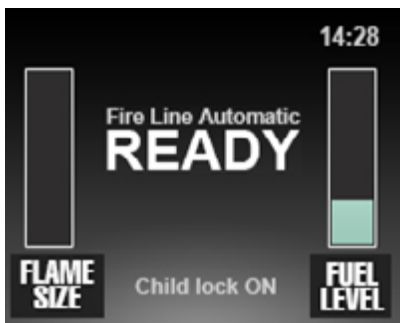 14:28
Fire Line Automatic
READY
FLAME
SIZE
Child lock ON
FUEL
LEVEL